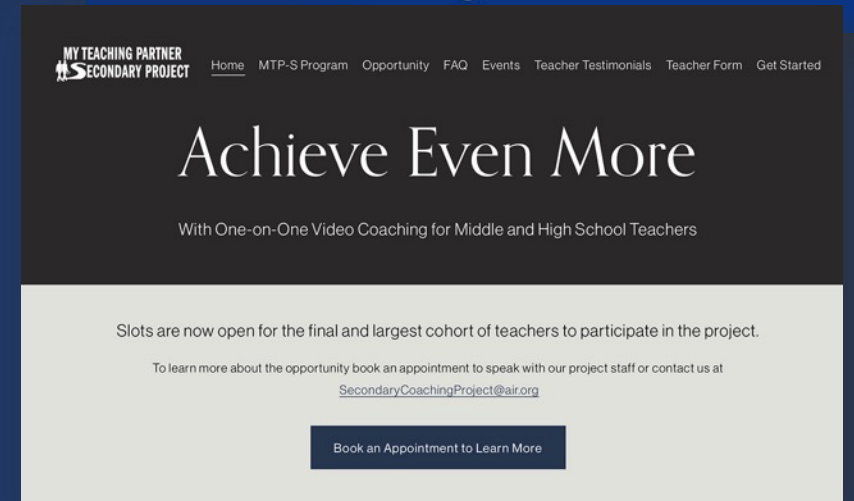 MY TEACHING PARTNER
SECONDARY PROJECT
Home MTP-S Program Opportunity FAQ Events Teacher Testimonials Teacher Form Get Started
Achieve Even More
With One-on-One Video Coaching for Middle and High School Teachers
Slots are now open for the final and largest cohort of teachers to participate in the project.
To learn more about the opportunity book an appointment to speak with our project staff or contact us at
SecondaryCoachingProject@air.org
Book an Appointment to Learn More